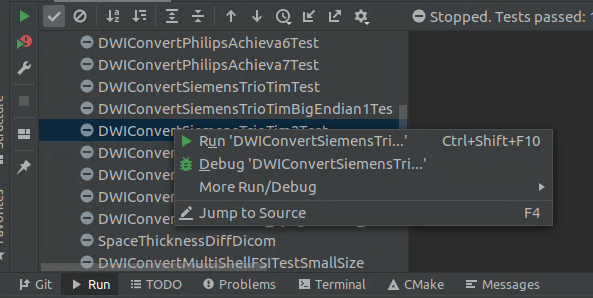 Stopped. Tests passed:
DWIConvertPhilipsAchieva6Test
DWIConvertPhilipsAchieva7Test
DWIConvertSiemensTrioTimTest
DWIConvertSiemensTrioTimBigEndian1Tes
DWIConvertSiemensTrioTim2Test
Run 'DWIConvertSiemensTri...' Ctrl+Shift+F10
DWIConver
Debug 'DWIConvertSiemensTri...'
DWIConver
More Run/Debug
DWIConver
Jump to Source F4
DWIConver
SpaceThicknessDiffDicom
DWIConvertMultiShellFSITestSmallSize
Structure
Favorites
Git Run TODO Problems Terminal CMake Messages